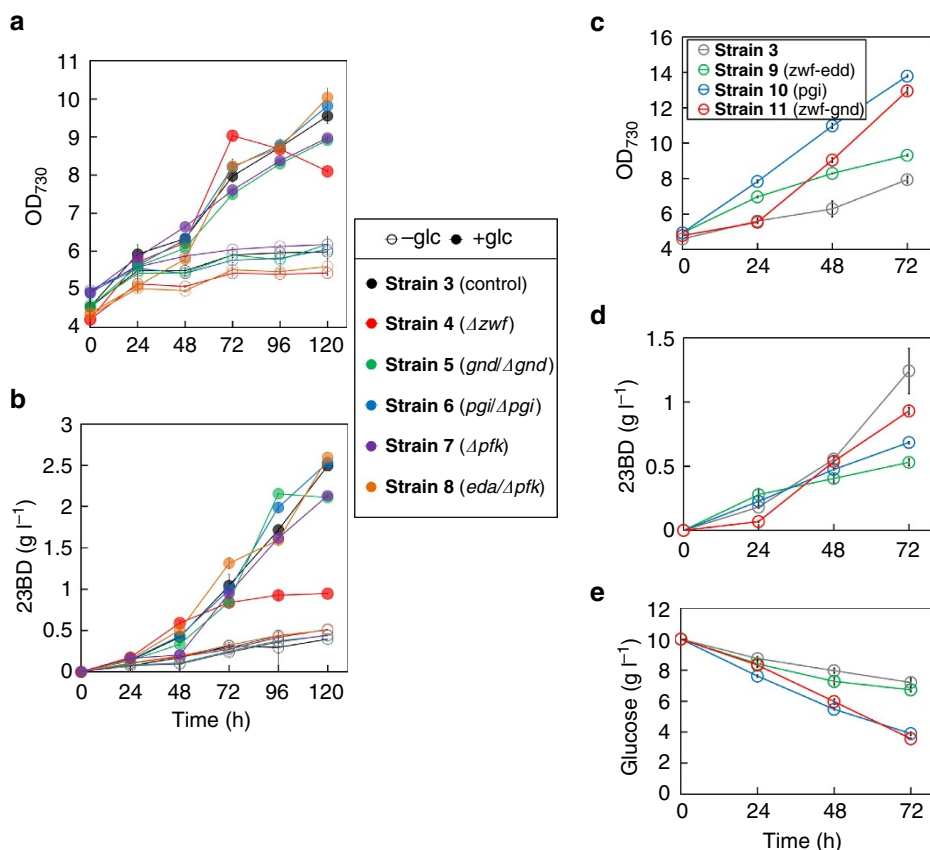 a
OD730
11
10
9
8
7
6
5
4
0 24 48 72 96 120
b
23BD (g l−1)
3
2.5
2
1.5
1
0.5
0
0 24 48 72 96 120
Time (h)
−glc +glc
Strain 3 (control)
Strain 4 (Δzwf)
Strain 5 (gnd/Δgnd)
Strain 6 (pgi/Δpgi)
Strain 7 (Δpfk)
Strain 8 (eda/Δpfk)
c
OD730
16
14
12
10
8
6
4
0 24 48 72
Strain 3
Strain 9 (zwf-edd)
Strain 10 (pgi)
Strain 11 (zwf-gnd)
d
23BD (g l−1)
1.5
1
0.5
0
0 24 48 72
e
Glucose (g l−1)
12
10
8
6
4
2
0
0 24 48 72
Time (h)